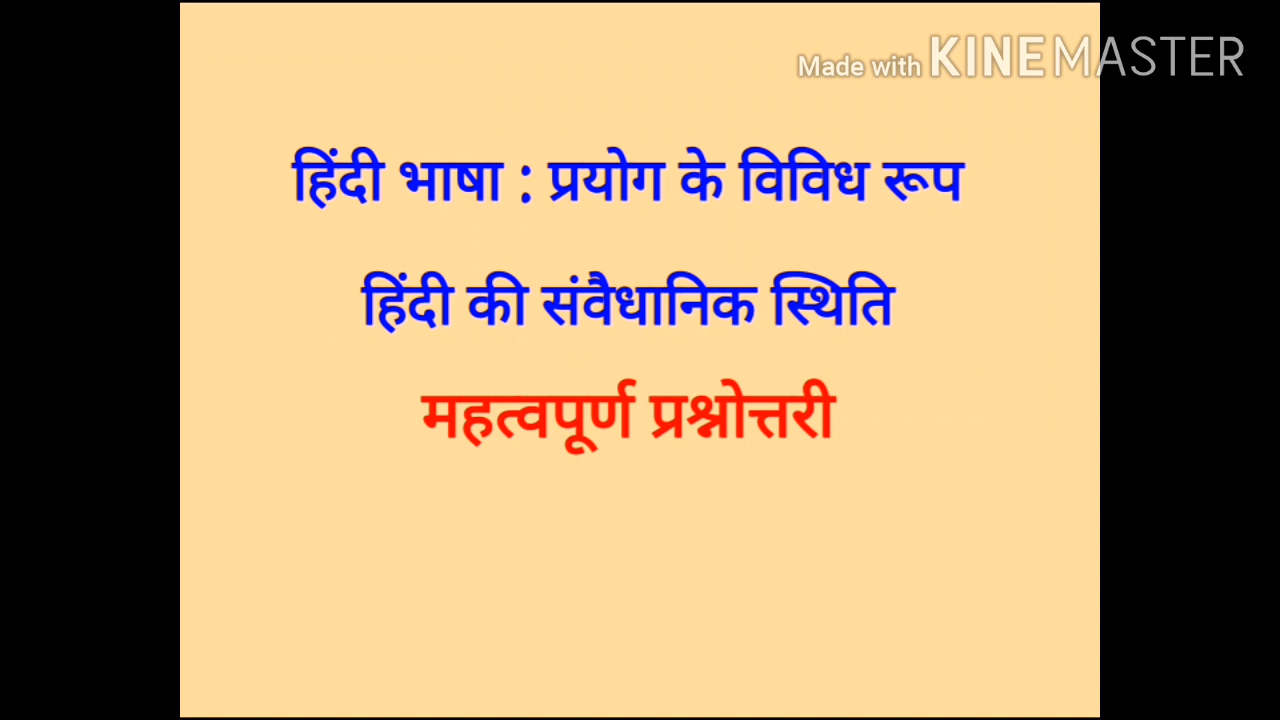 Made with KINEMASTER
हिंदी भाषा : प्रयोग के विविध रूप
हिंदी की संवैधानिक स्थिति
महत्वपूर्ण प्रश्नोत्तरी